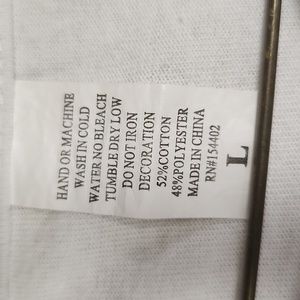 HAND OR MACHINE
WASH IN COLD
WATER NO BLEACH
TUMBLE DRY LOW
DO NOT IRON
DECORATION
52%COTTON
48%POLYESTER
MADE IN CHINA
RN#154402
L